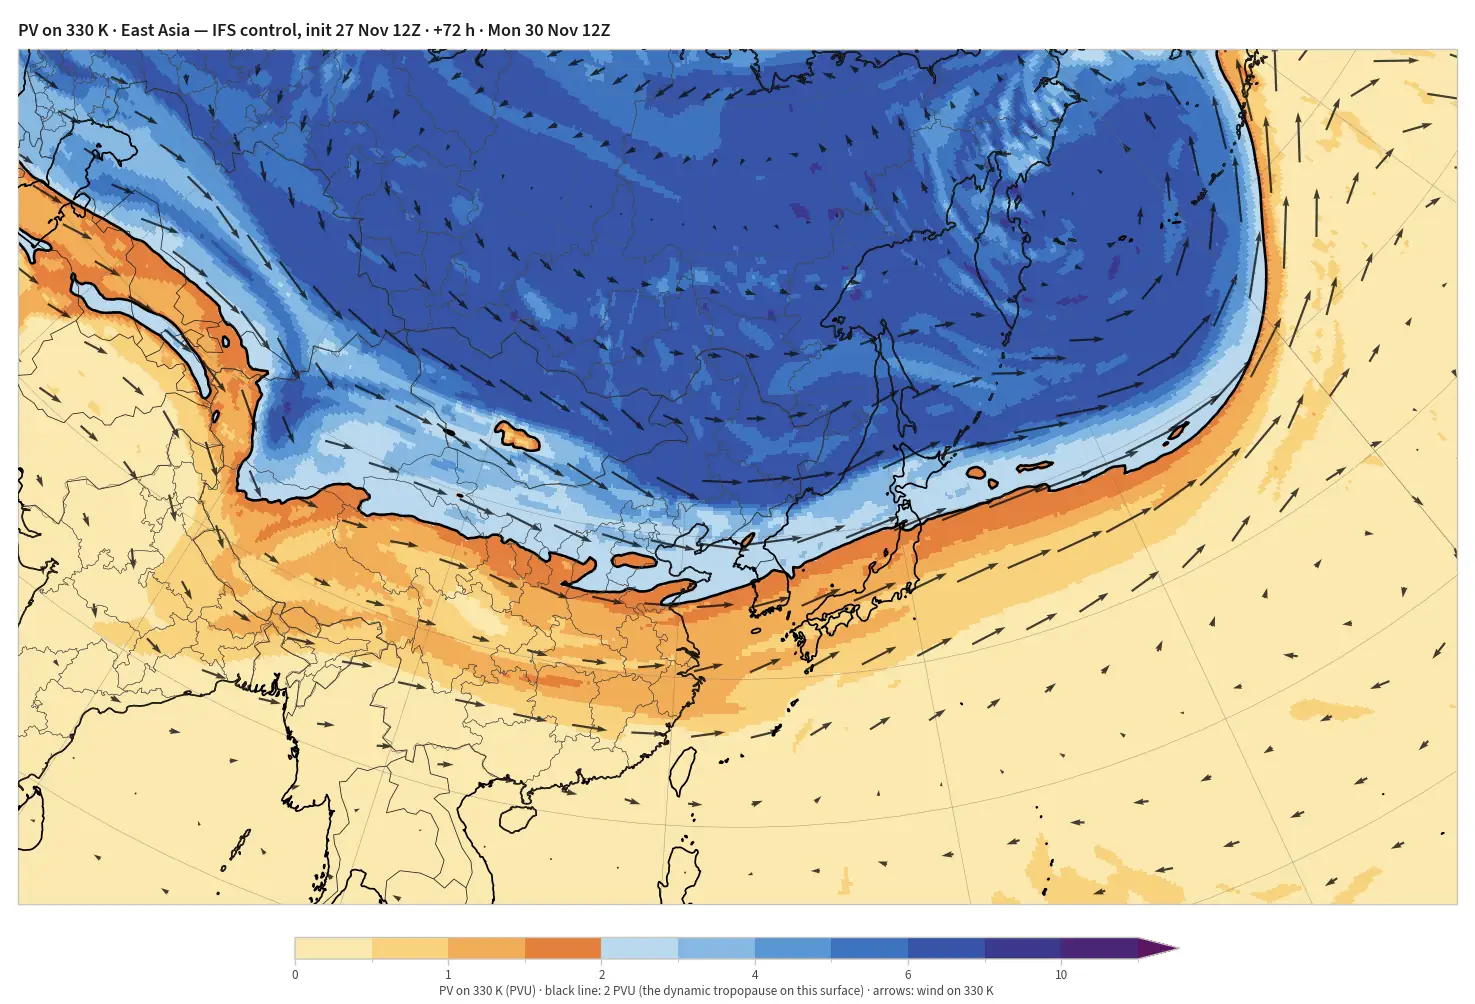 PV on 330 K · East Asia — IFS control, init 27 Nov 12Z · +72 h · Mon 30 Nov 12Z
0 1 2 4 6 10
PV on 330 K (PVU) · black line: 2 PVU (the dynamic tropopause on this surface) · arrows: wind on 330 K